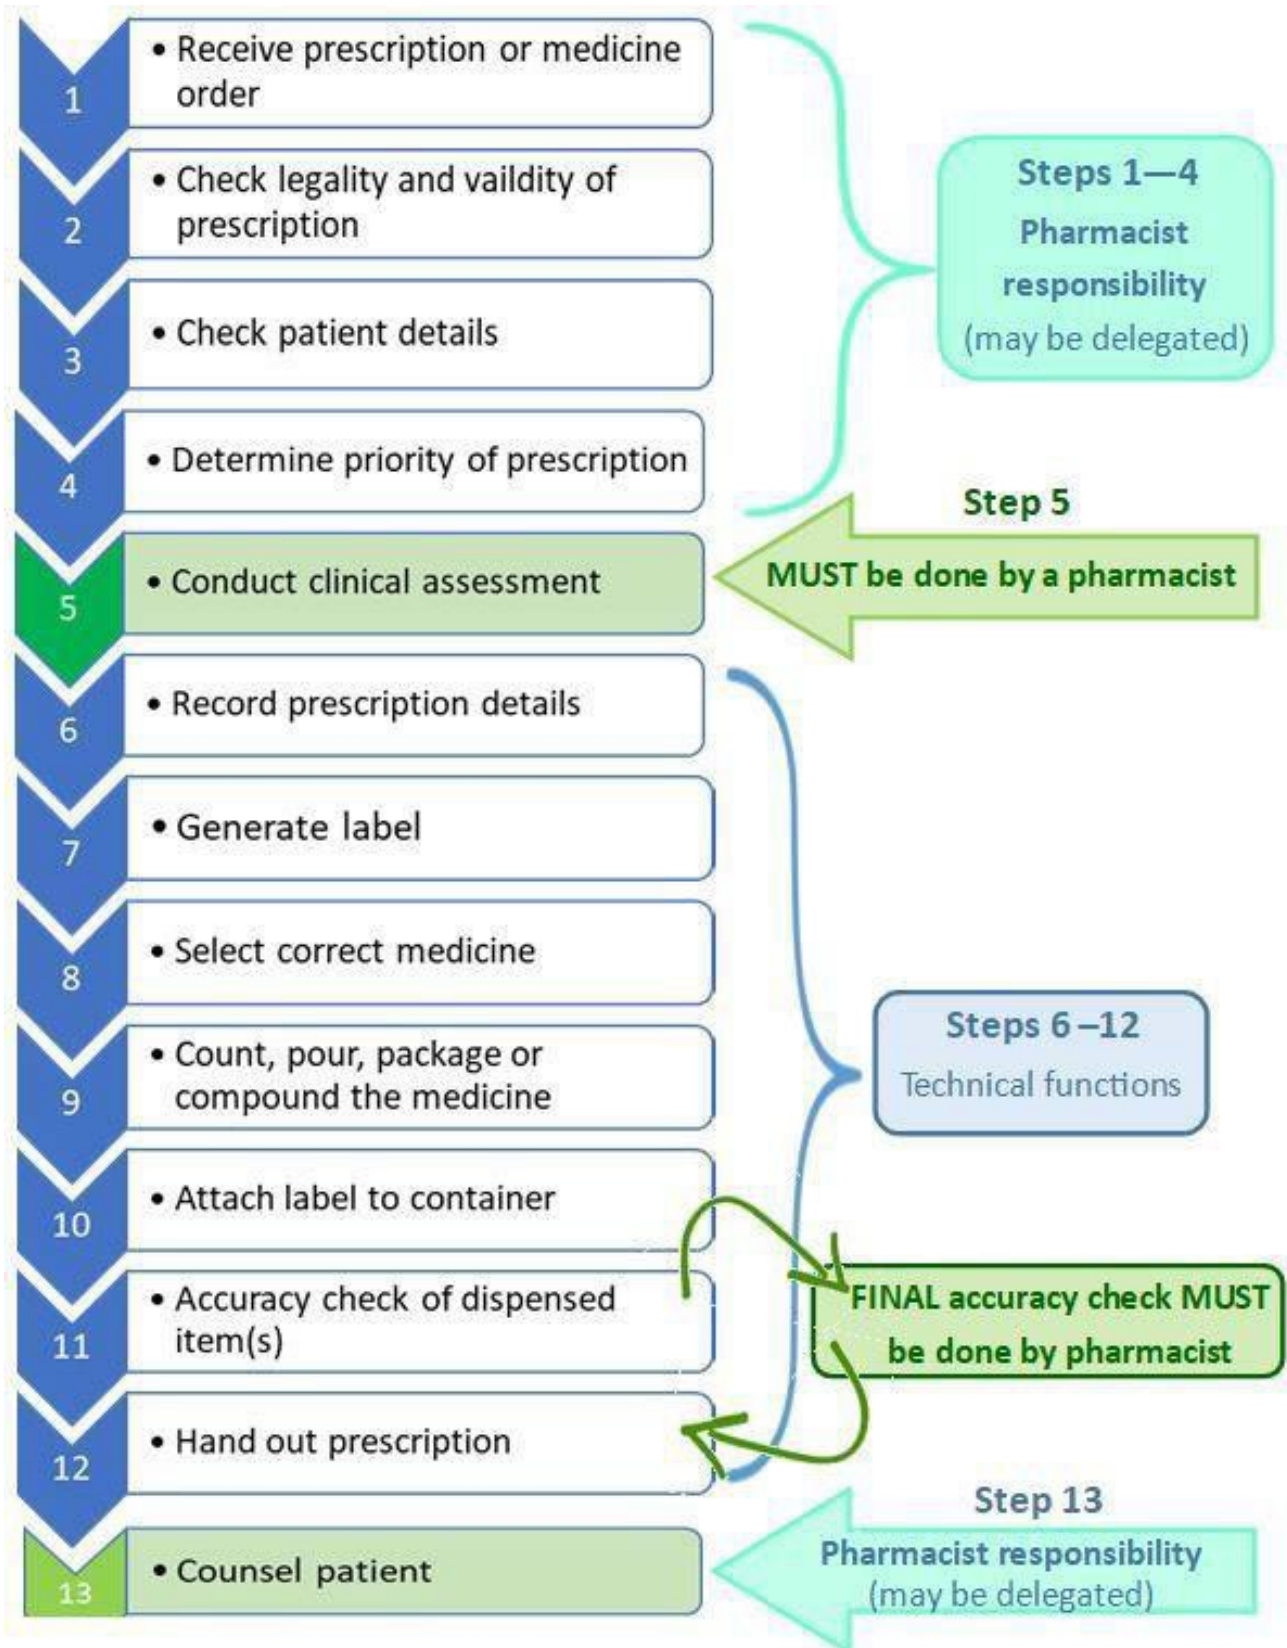 1
• Receive prescription or medicine
order
2
• Check legality and vaildity of
prescription
3
• Check patient details
4
• Determine priority of prescription
Steps 1—4
Pharmacist
responsibility
(may be delegated)
5
• Conduct clinical assessment
Step 5
MUST be done by a pharmacist
6
• Record prescription details
7
• Generate label
8
• Select correct medicine
9
• Count, pour, package or
compound the medicine
10
• Attach label to container
11
• Accuracy check of dispensed
item(s)
12
• Hand out prescription
Steps 6 –12
Technical functions
FINAL accuracy check MUST
be done by pharmacist
13
• Counsel patient
Step 13
Pharmacist responsibility
(may be delegated)